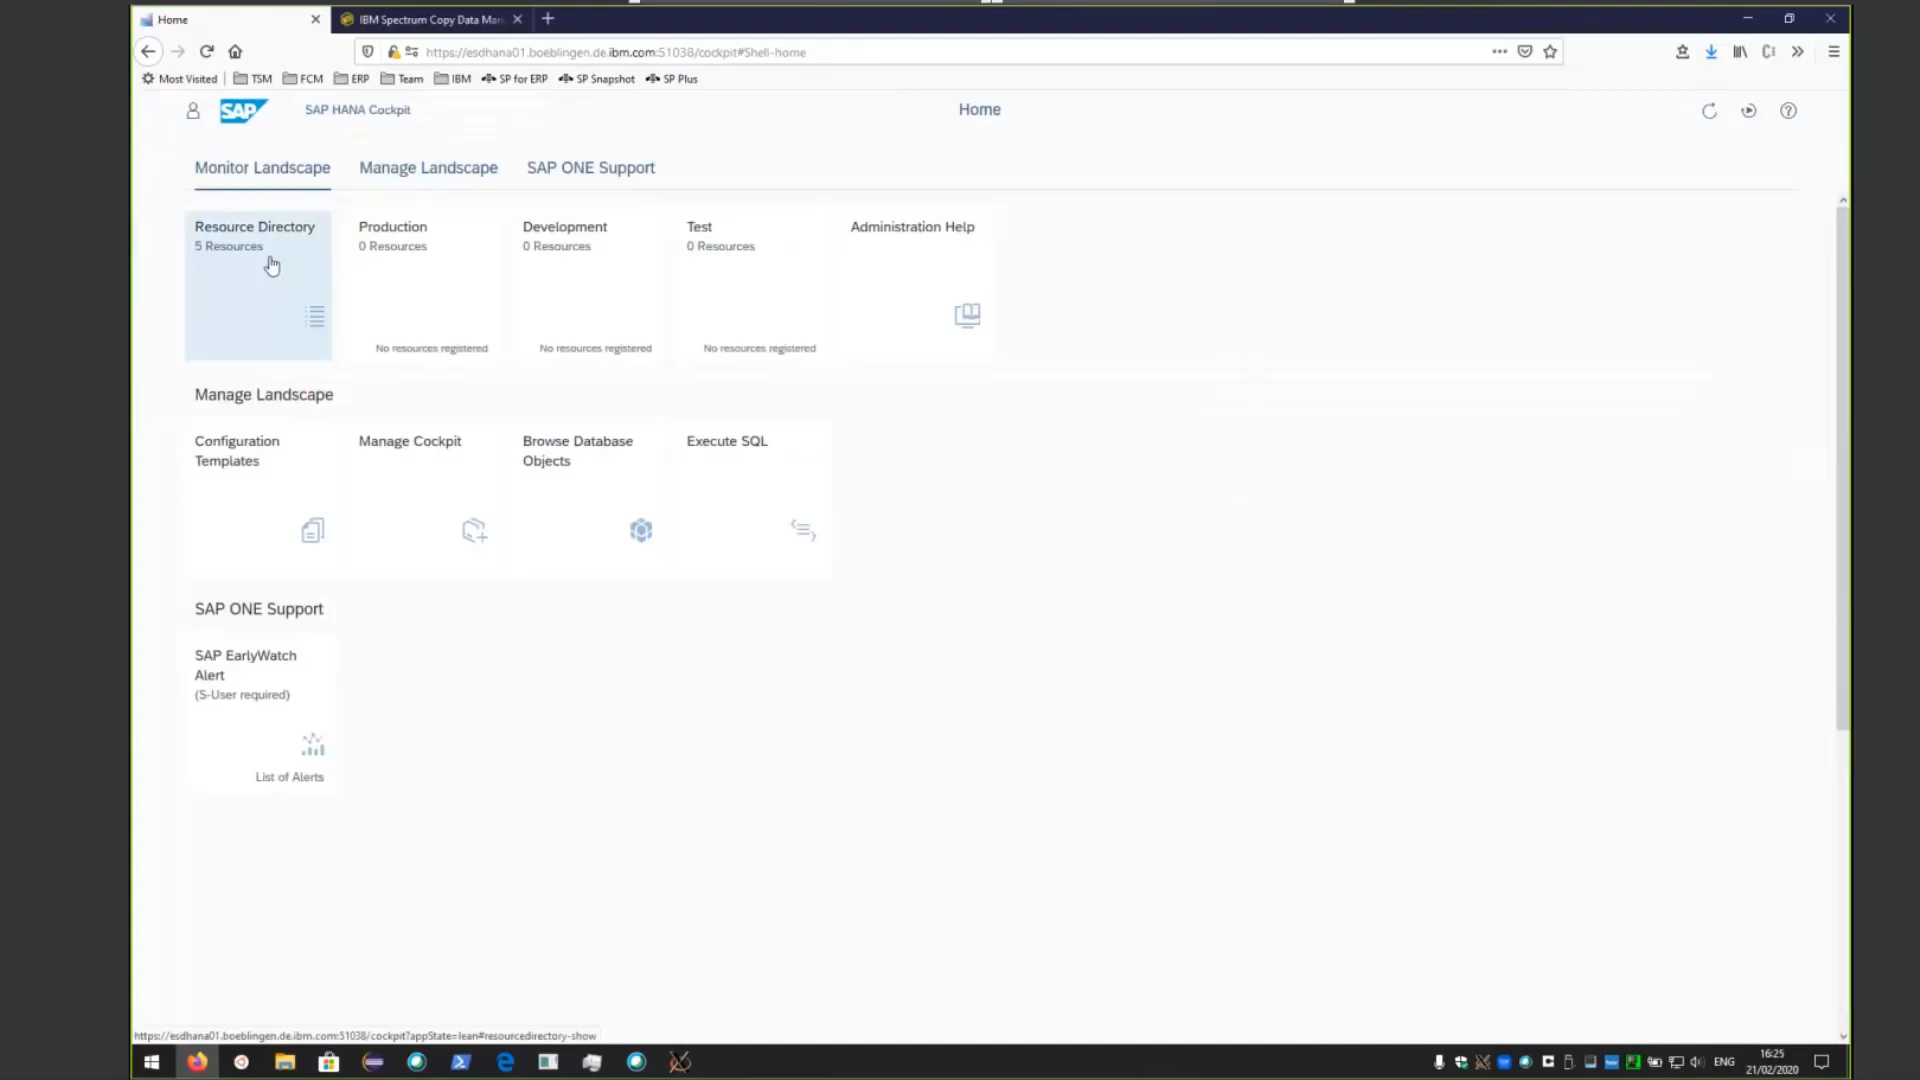 Home
IBM Spectrum Copy Data Man
https://esdhana01.boeblingen.de.ibm.com:51038/cockpit#Shell-home
Most Visited TSM FCM ERP Team IBM SP for ERP SP Snapshot SP Plus
SAP SAP HANA Cockpit Home
Monitor Landscape Manage Landscape SAP ONE Support
Resource Directory
5 Resources
Production
0 Resources
No resources registered
Development
0 Resources
No resources registered
Test
0 Resources
No resources registered
Administration Help
Manage Landscape
Configuration
Templates
Manage Cockpit
Browse Database
Objects
Execute SQL
SAP ONE Support
SAP EarlyWatch
Alert
(S-User required)
List of Alerts
https://esdhana01.boeblingen.de.ibm.com:51038/cockpit?appState=lean#resourcedirectory-show
ENG
16:25
21/02/2020